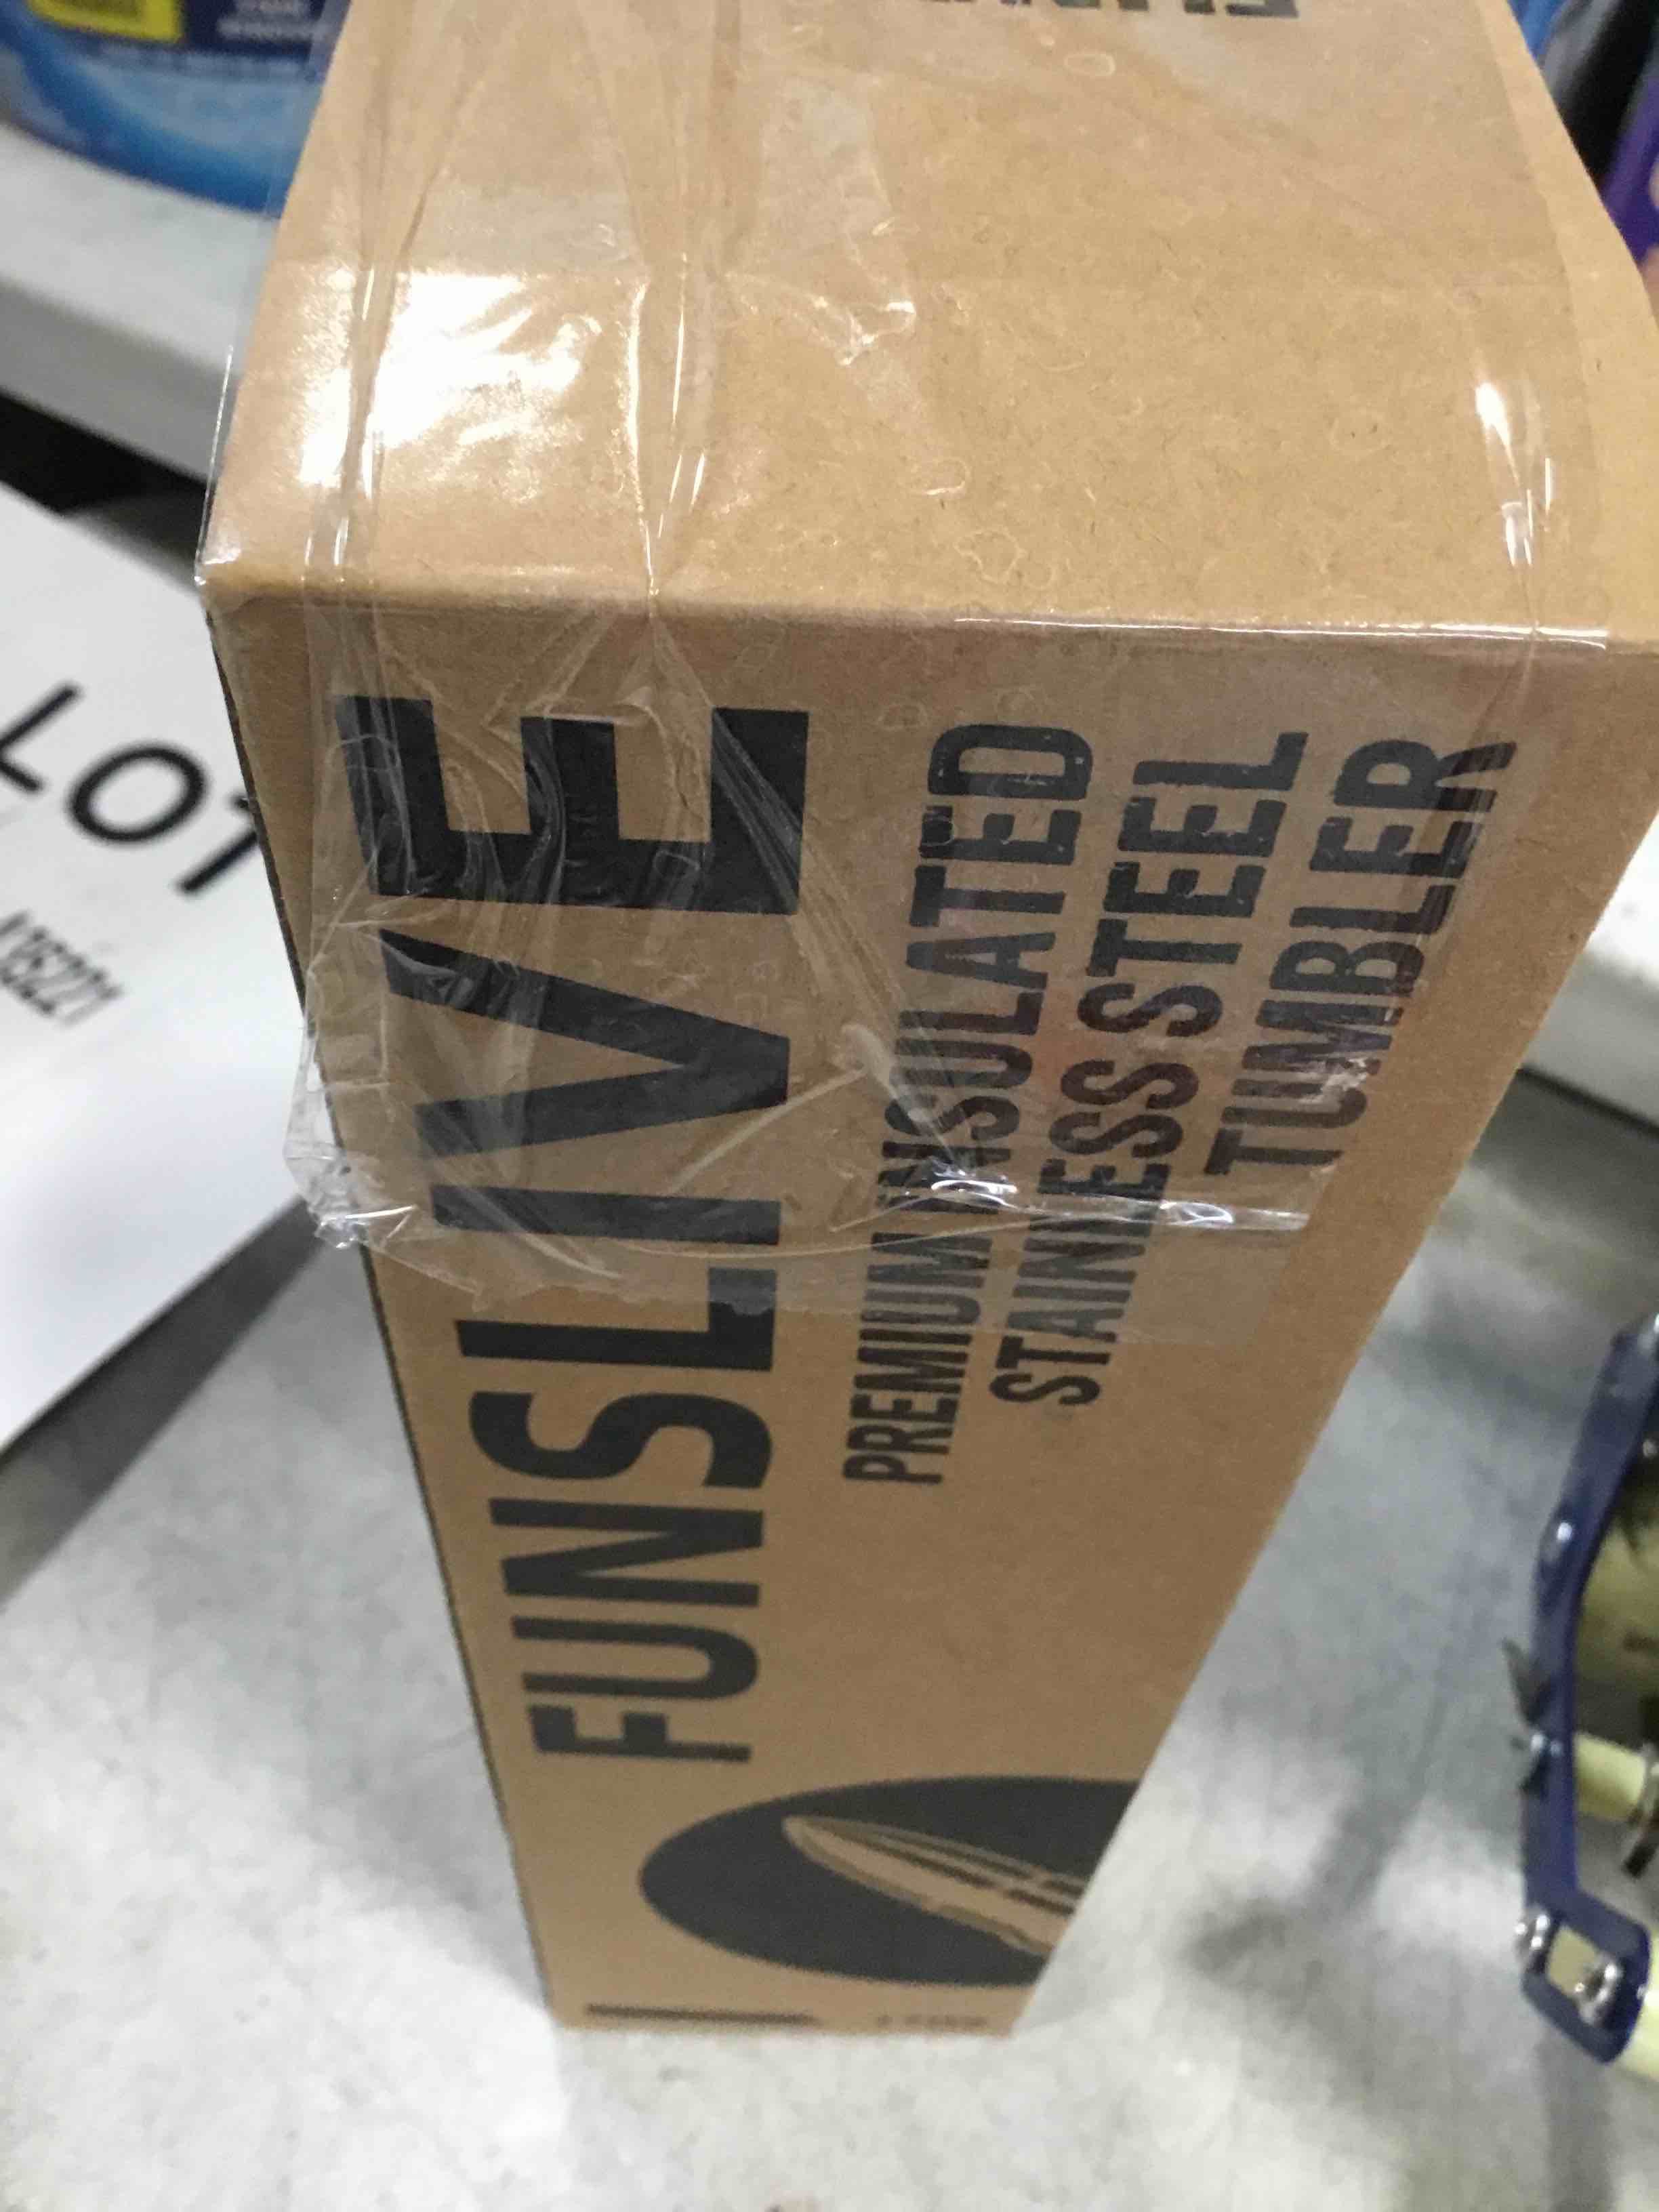 FUNSLIVE
PREMIUM INSULATED
STAINLESS STEEL
TUMBLER
LOT